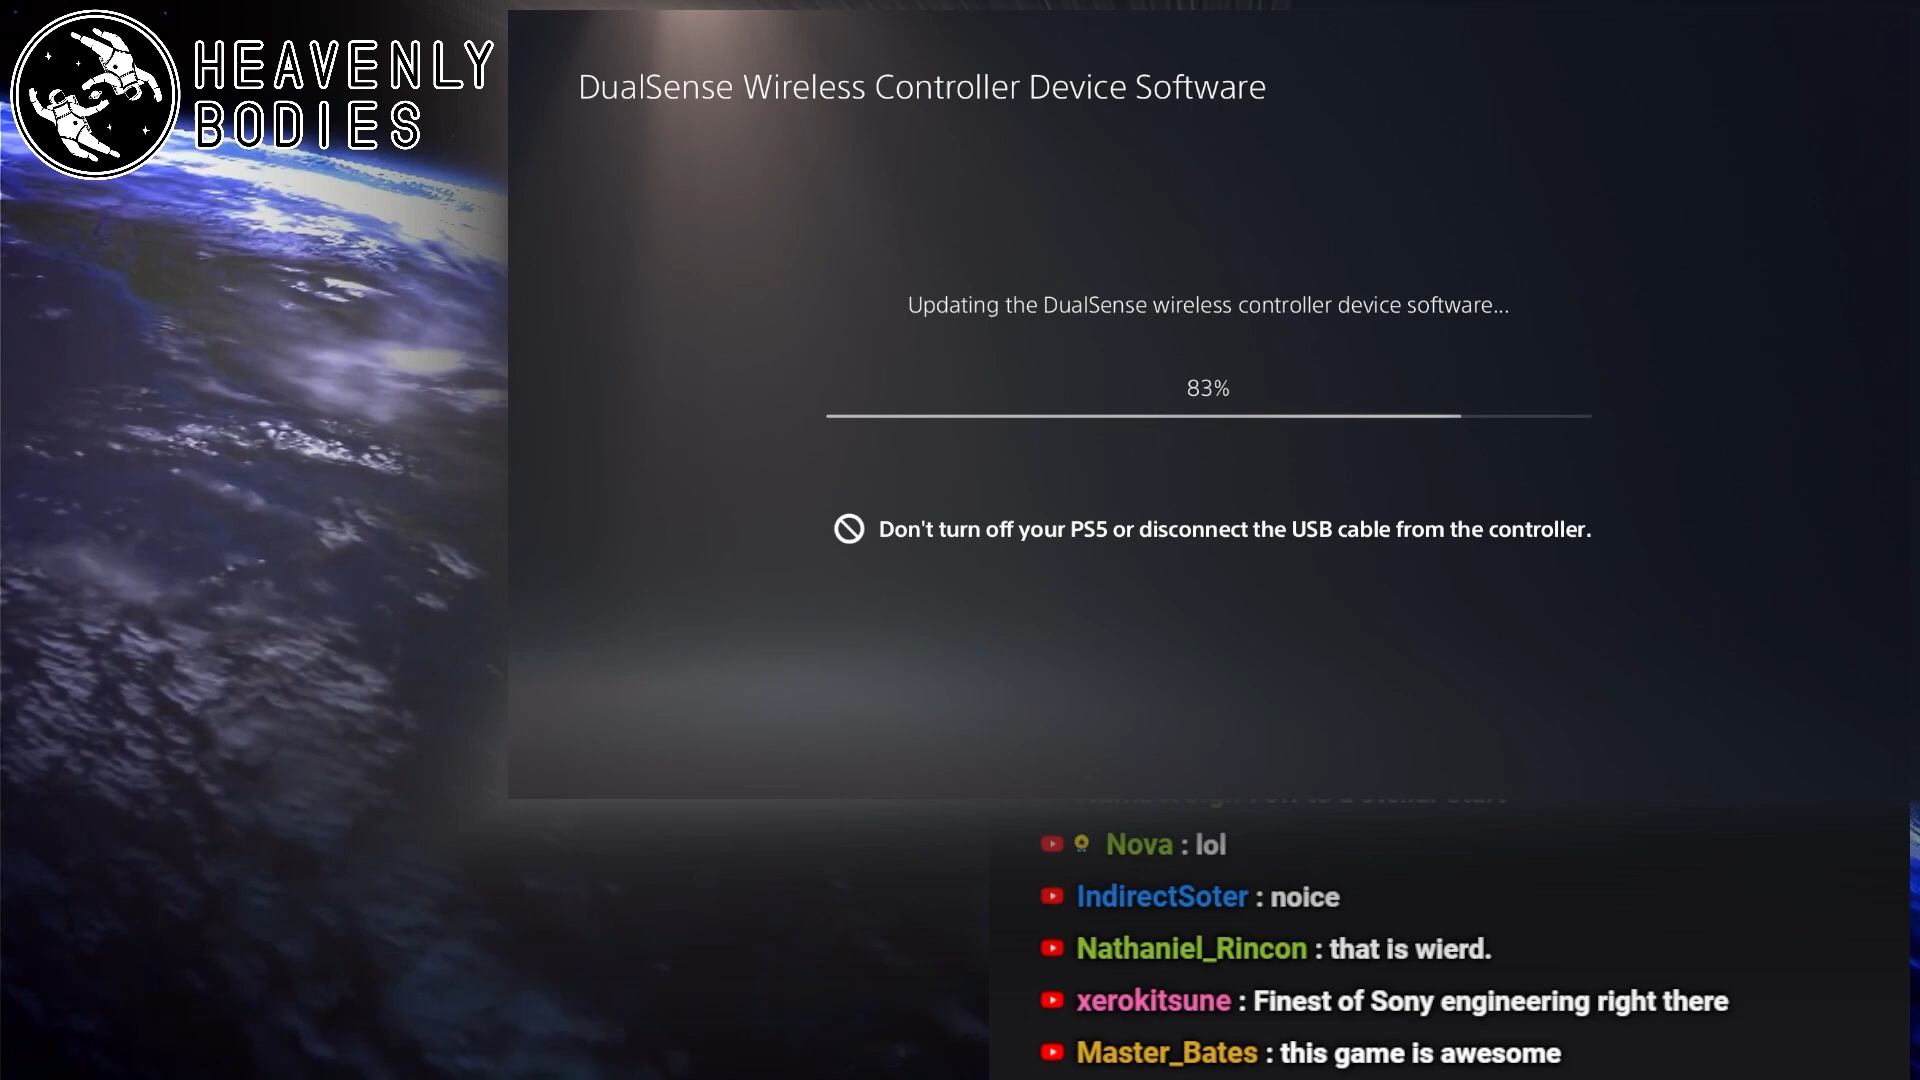 HEAVENLY
BODIES
DualSense Wireless Controller Device Software
Updating the DualSense wireless controller device software...
83%
Don't turn off your PS5 or disconnect the USB cable from the controller.
Nova : lol
IndirectSoter : noice
Nathaniel_Rincon : that is wierd.
xerokitsune : Finest of Sony engineering right there
Master_Bates : this game is awesome